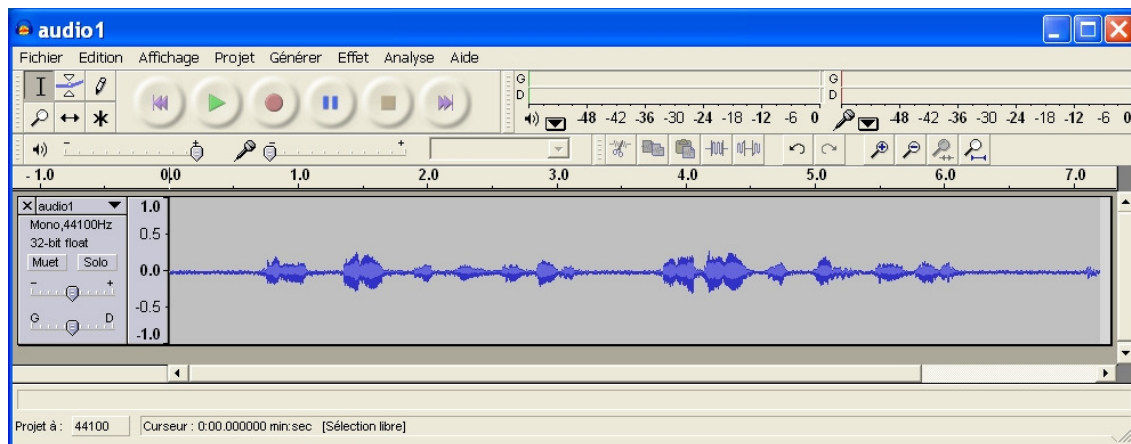 audio1
Fichier Edition Affichage Projet Générer Effet Analyse Aide
G
D
-48 -42 -36 -30 -24 -18 -12 -6 0
G
D
-48 -42 -36 -30 -24 -18 -12 -6 0
- +
- +
- 1.0 0,0 1.0 2.0 3.0 4.0 5.0 6.0 7.0
X audio1
Mono,44100Hz
32-bit float
Muet Solo
- +
G D
1.0
0.5
0.0
-0.5
-1.0
Projet à : 44100 Curseur : 0:00.000000 min:sec [Sélection libre]